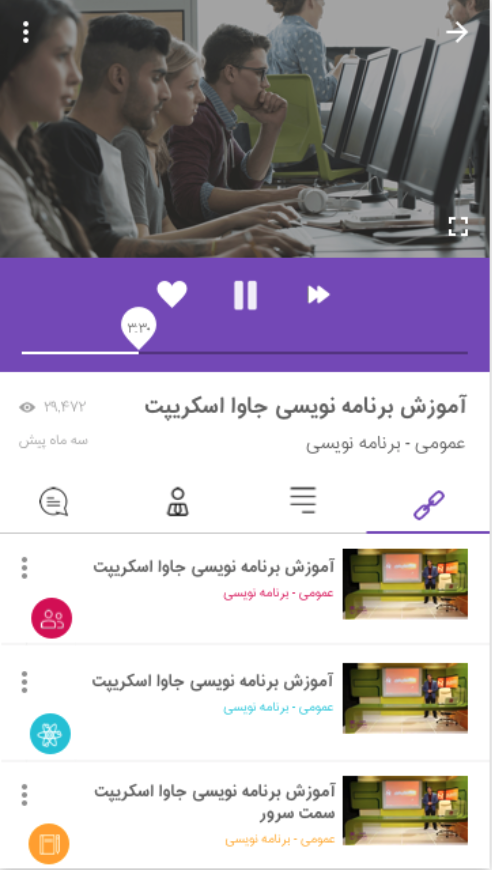 ۳:۳۰
آموزش برنامه نویسی جاوا اسکریپت
۲۹,۴۷۲
عمومی - برنامه نویسی
سه ماه پیش
آموزش برنامه نویسی جاوا اسکریپت
عمومی - برنامه نویسی
آموزش برنامه نویسی جاوا اسکریپت
عمومی - برنامه نویسی
آموزش برنامه نویسی جاوا اسکریپت
سمت سرور
عمومی - برنامه نویسی